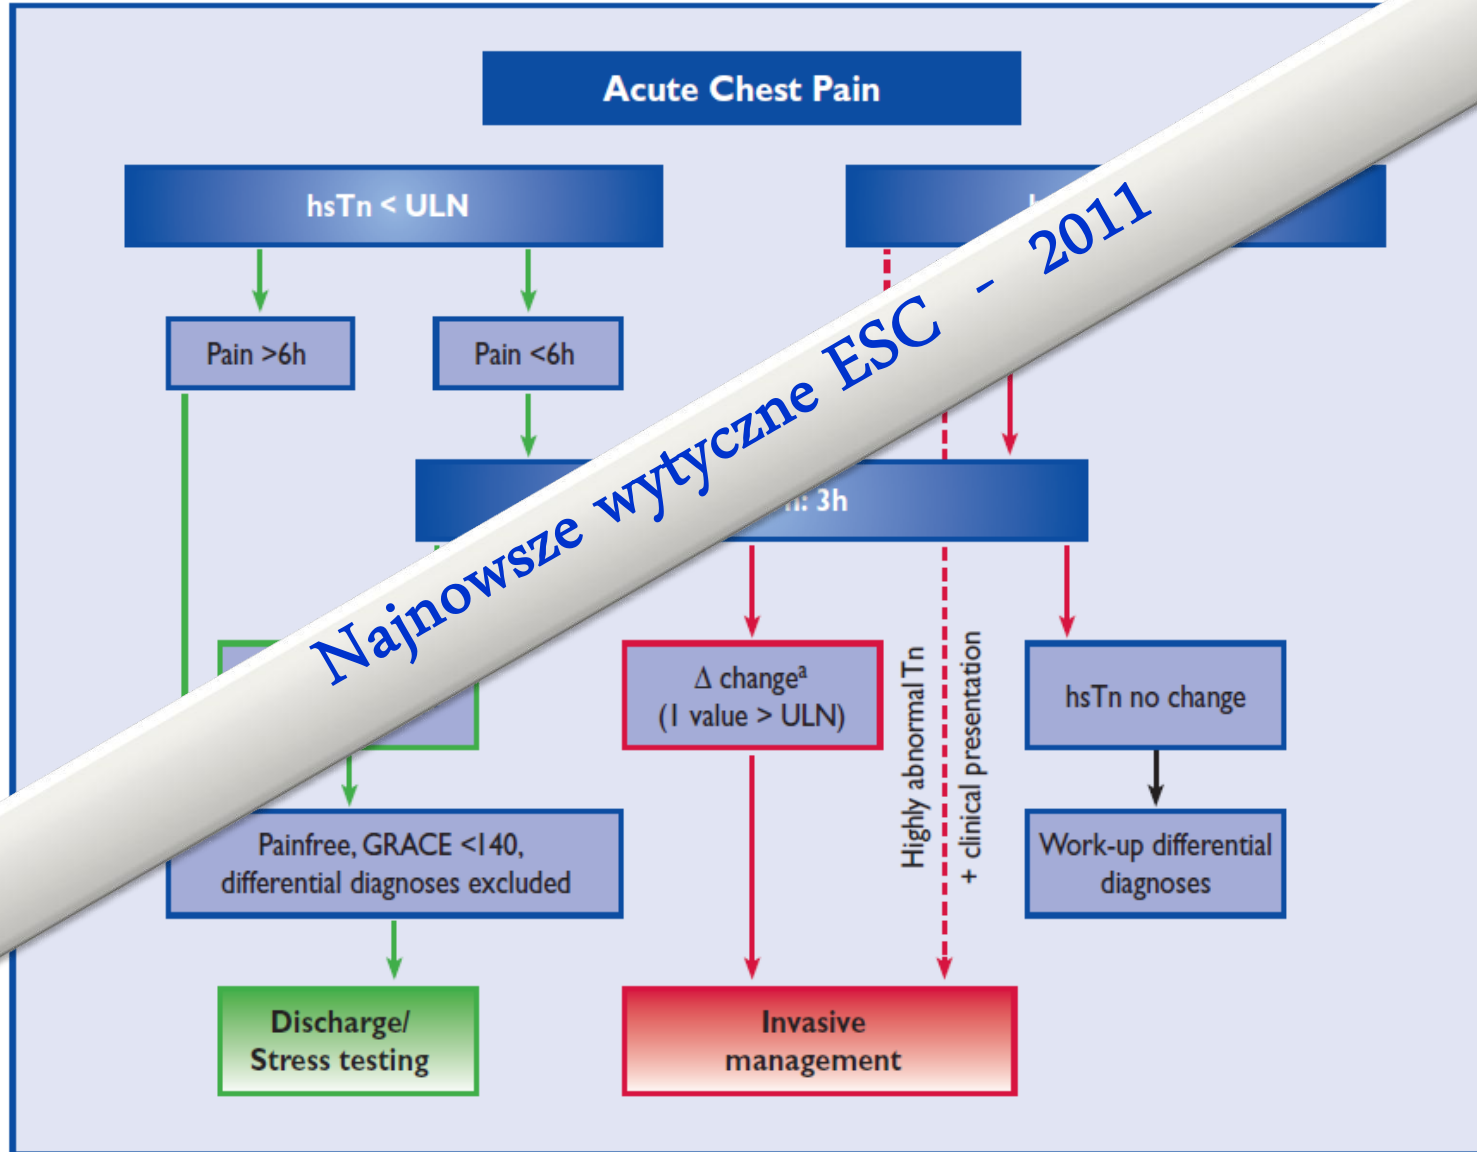 Acute Chest Pain
hsTn < ULN
Pain >6h
Pain <6h
3h
Najnowsze wytyczne ESC - 2011
Δ changeª
(1 value > ULN)
Highly abnormal Tn
+ clinical presentation
hsTn no change
Painfree, GRACE <140,
differential diagnoses excluded
Work-up differential
diagnoses
Discharge/
Stress testing
Invasive
management